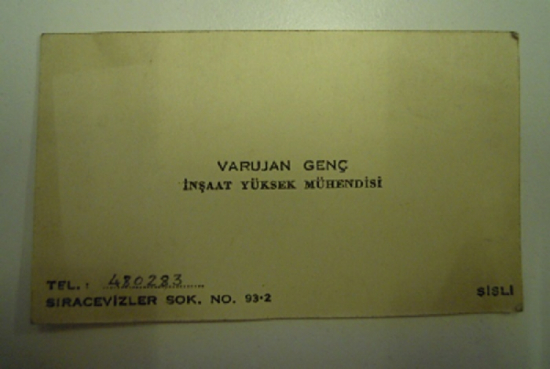 VARUJAN GENÇ
İNŞAAT YÜKSEK MÜHENDİSİ
TEL. : 480283
SIRACEVİZLER SOK. NO. 93-2 ŞİŞLİ